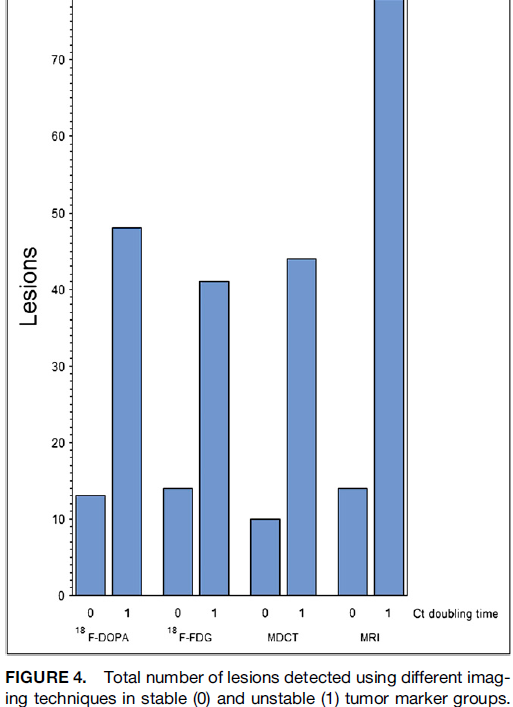 70
60
50
40
30
20
10
0
Lesions
0 1 0 1 0 1 0 1 Ct doubling time
18 F-DOPA 18 F-FDG MDCT MRI
FIGURE 4. Total number of lesions detected using different imag-
ing techniques in stable (0) and unstable (1) tumor marker groups.